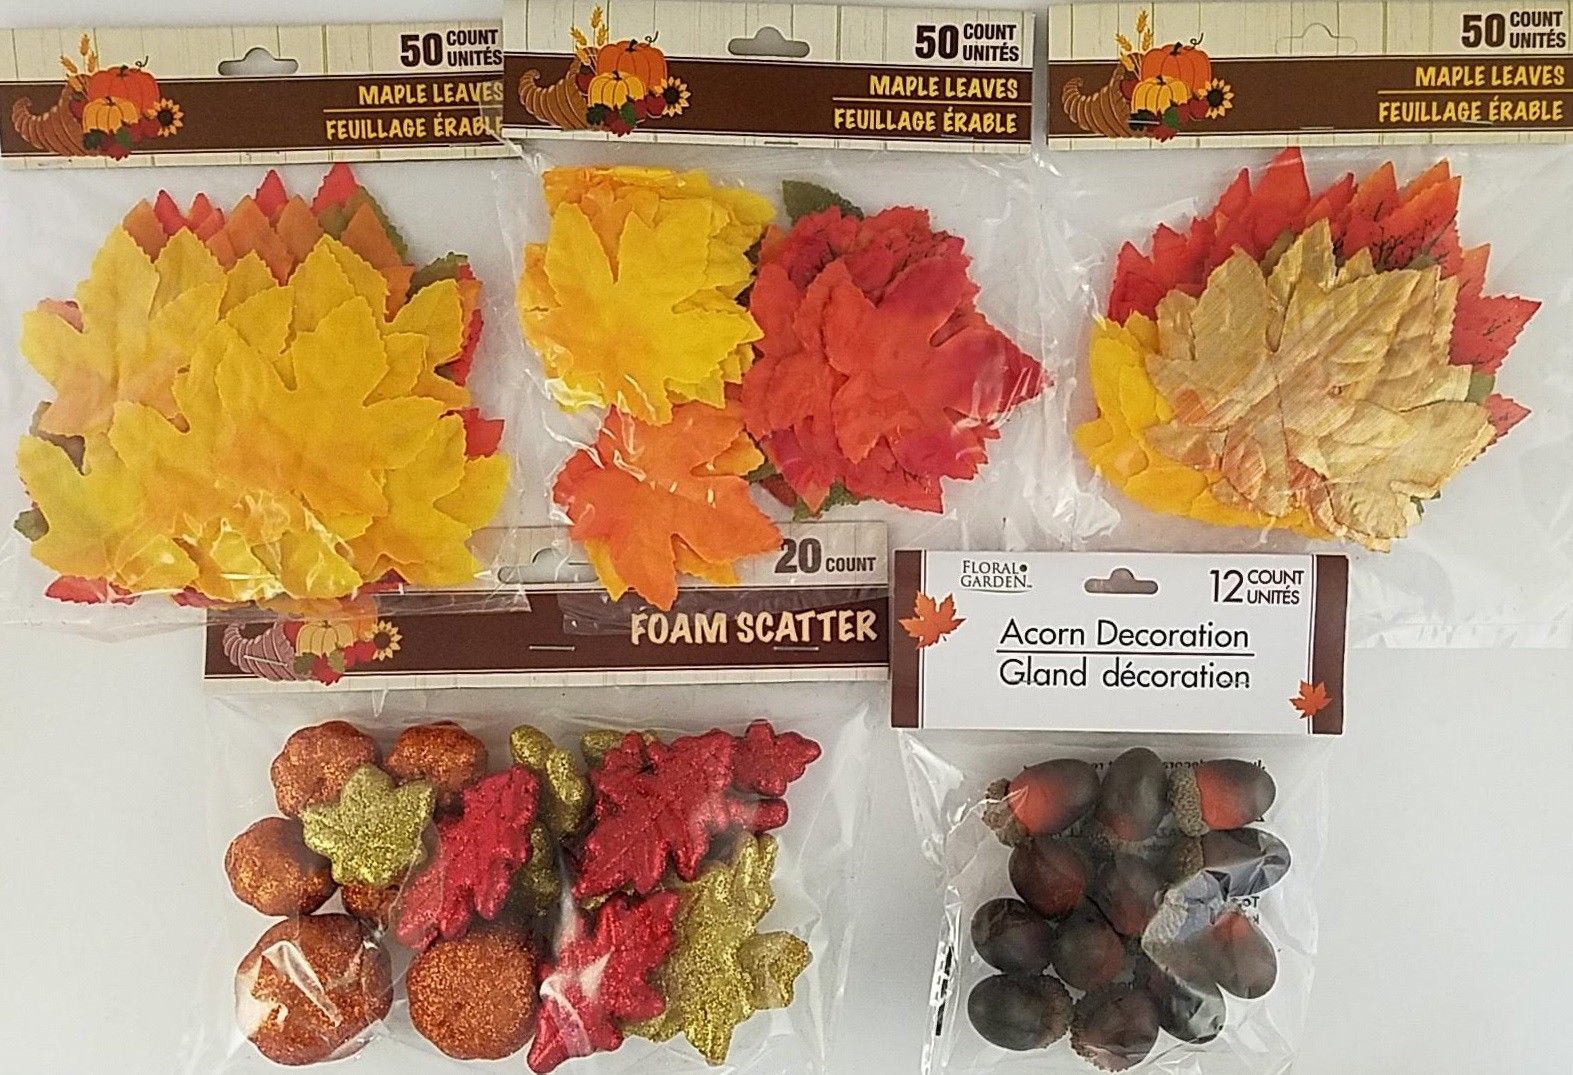 50 COUNT
UNITÉS
MAPLE LEAVES
FEUILLAGE ÉRABLE
50 COUNT
UNITÉS
MAPLE LEAVES
FEUILLAGE ÉRABLE
50 COUNT
UNITÉS
MAPLE LEAVES
FEUILLAGE ÉRABLE
20 COUNT
FOAM SCATTER
FLORAL
GARDEN
12 COUNT
UNITÉS
Acorn Decoration
Gland décoration